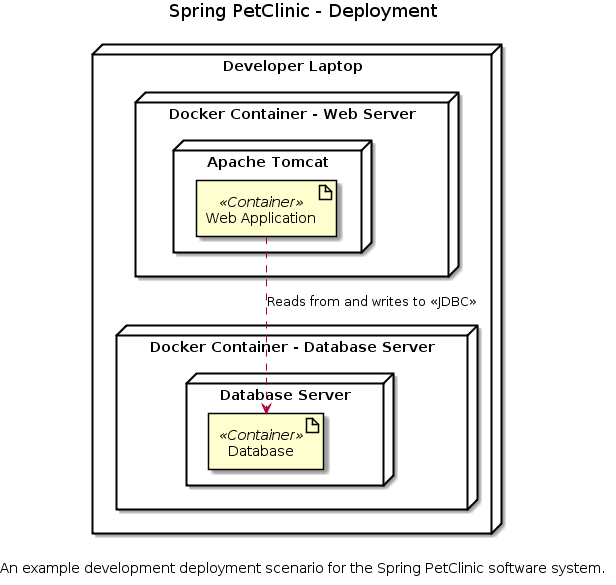 Spring PetClinic - Deployment
Developer Laptop
Docker Container - Web Server
Apache Tomcat
«Container»
Web Application
Reads from and writes to «JDBC»
Docker Container - Database Server
Database Server
«Container»
Database
An example development deployment scenario for the Spring PetClinic software system.